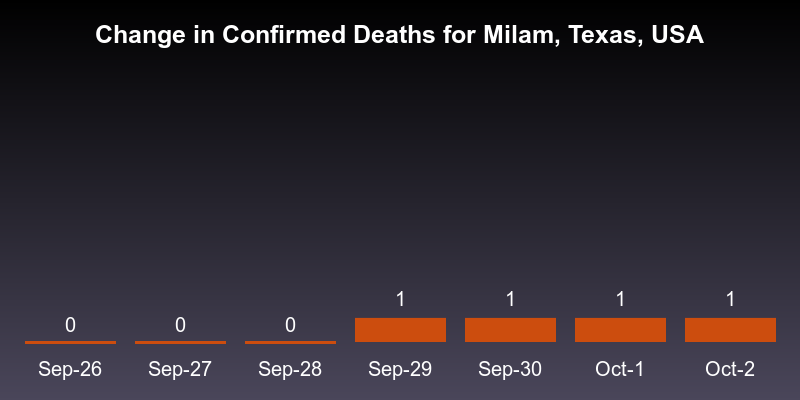 Change in Confirmed Deaths for Milam, Texas, USA
0 0 0 1 1 1 1
Sep-26 Sep-27 Sep-28 Sep-29 Sep-30 Oct-1 Oct-2